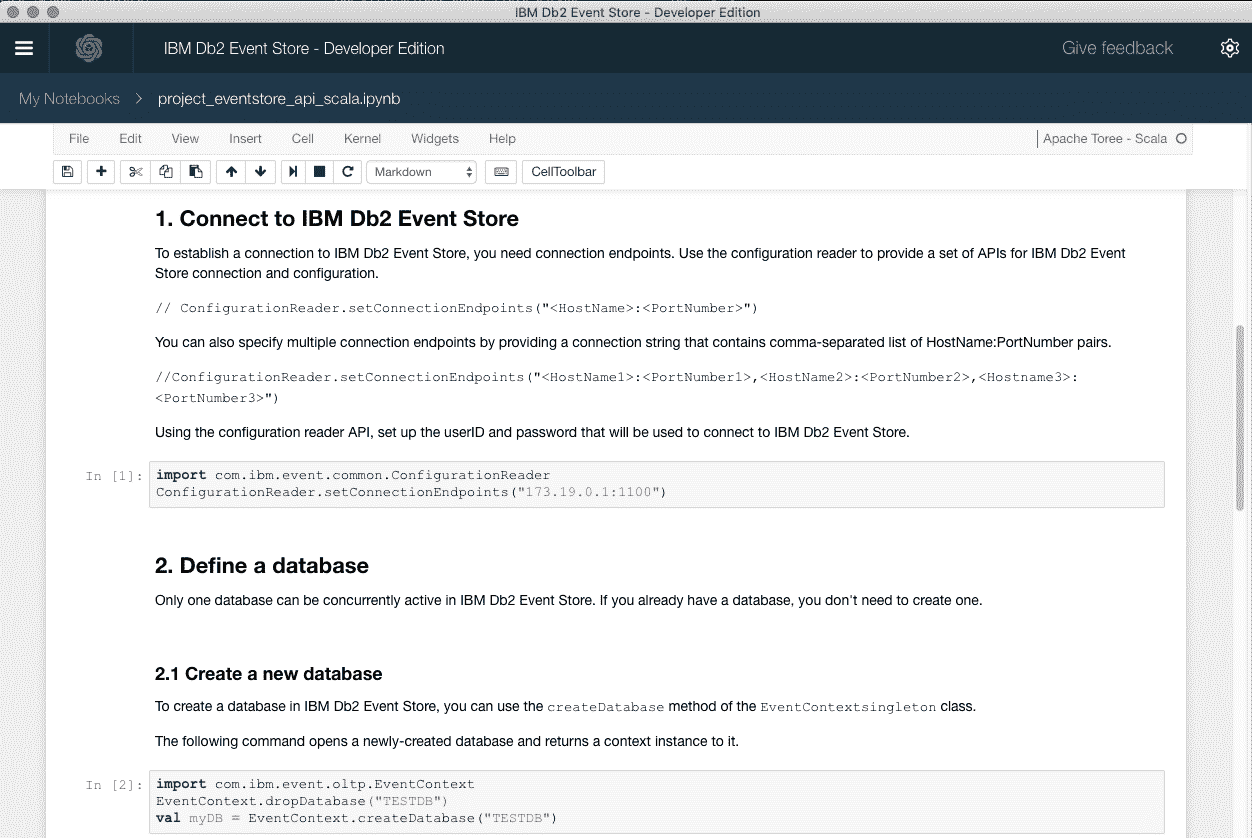 IBM Db2 Event Store - Developer Edition
IBM Db2 Event Store - Developer Edition
Give feedback
My Notebooks > project_eventstore_api_scala.ipynb
File Edit View Insert Cell Kernel Widgets Help
Apache Toree - Scala
Markdown CellToolbar
1. Connect to IBM Db2 Event Store
To establish a connection to IBM Db2 Event Store, you need connection endpoints. Use the configuration reader to provide a set of APIs for IBM Db2 Event
Store connection and configuration.
// ConfigurationReader.setConnectionEndpoints("<HostName>:<PortNumber>")
You can also specify multiple connection endpoints by providing a connection string that contains comma-separated list of HostName:PortNumber pairs.
//ConfigurationReader.setConnectionEndpoints("<HostName1>:<PortNumber1>,<HostName2>:<PortNumber2>,<Hostname3>:
<PortNumber3>")
Using the configuration reader API, set up the userID and password that will be used to connect to IBM Db2 Event Store.
In [1]: import com.ibm.event.common.ConfigurationReader
ConfigurationReader.setConnectionEndpoints("173.19.0.1:1100")
2. Define a database
Only one database can be concurrently active in IBM Db2 Event Store. If you already have a database, you don't need to create one.
2.1 Create a new database
To create a database in IBM Db2 Event Store, you can use the createDatabase method of the EventContextsingleton class.
The following command opens a newly-created database and returns a context instance to it.
In [2]: import com.ibm.event.oltp.EventContext
EventContext.dropDatabase("TESTDB")
val myDB = EventContext.createDatabase("TESTDB")